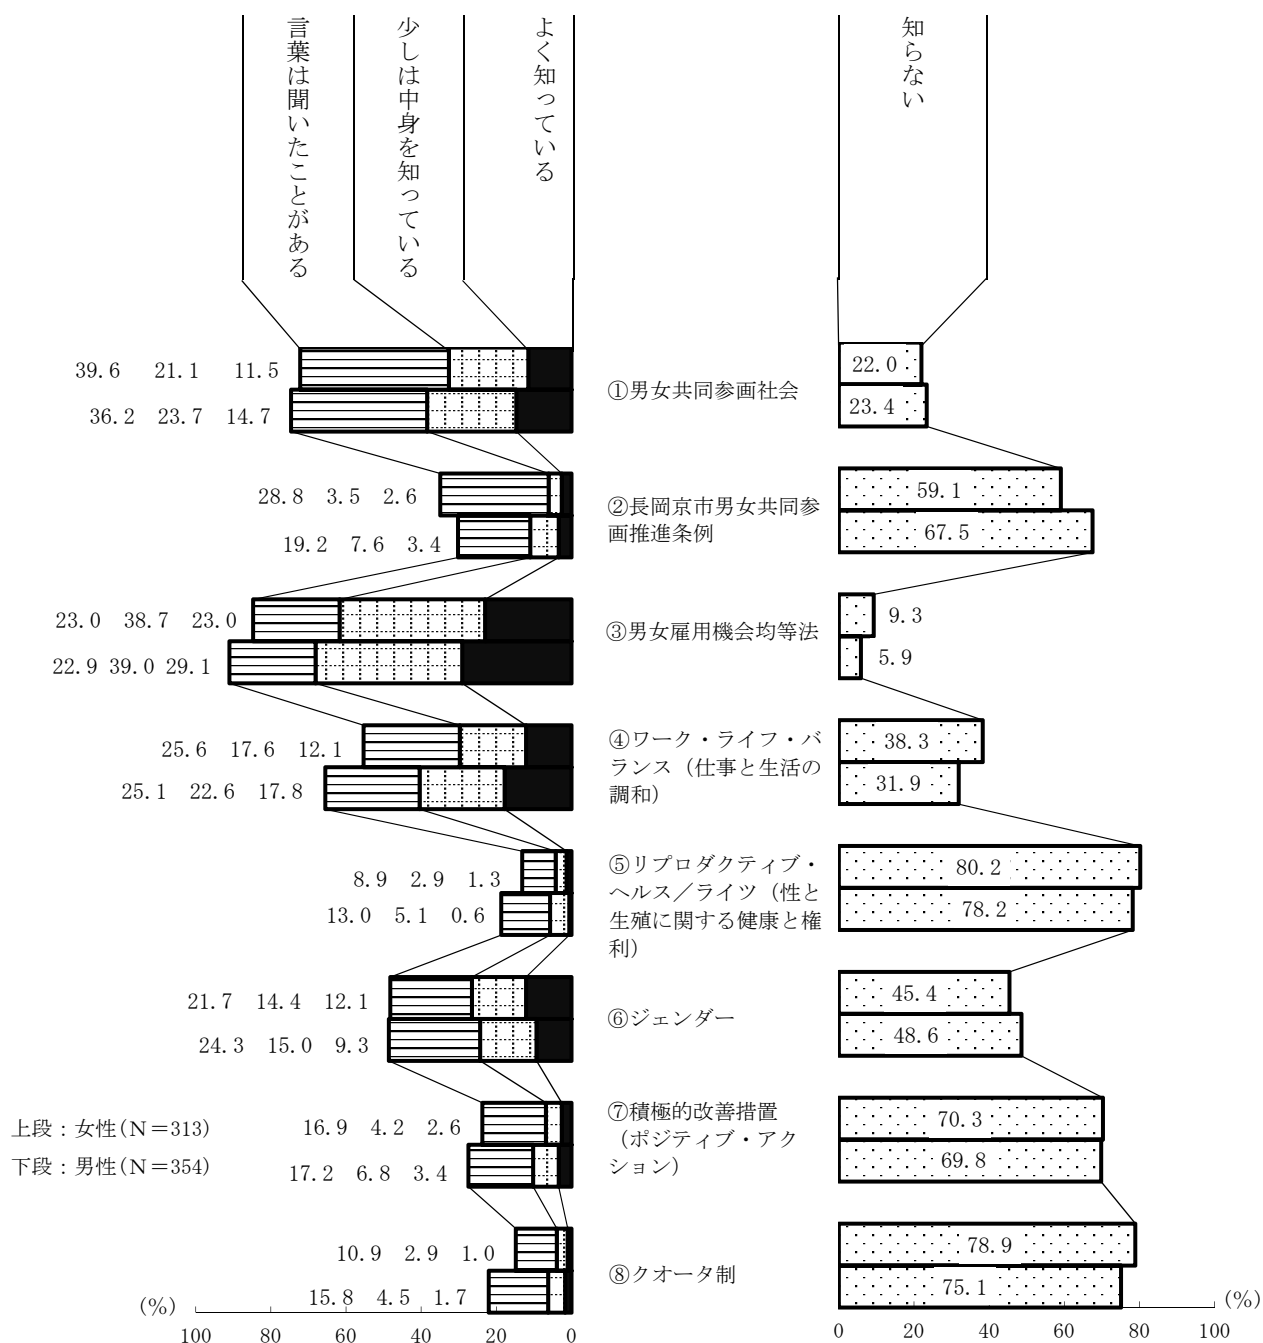 言葉は聞いたことがある
少しは中身を知っている
よく知っている
知らない
39.6 21.1 11.5
36.2 23.7 14.7
①男女共同参画社会
22.0
23.4
28.8 3.5 2.6
19.2 7.6 3.4
②長岡京市男女共同参
画推進条例
59.1
67.5
23.0 38.7 23.0
22.9 39.0 29.1
③男女雇用機会均等法
9.3
5.9
25.6 17.6 12.1
25.1 22.6 17.8
④ワーク・ライフ・バ
ランス（仕事と生活の
調和）
38.3
31.9
8.9 2.9 1.3
13.0 5.1 0.6
⑤リプロダクティブ・
ヘルス／ライツ（性と
生殖に関する健康と権
利）
80.2
78.2
21.7 14.4 12.1
24.3 15.0 9.3
⑥ジェンダー
45.4
48.6
上段：女性(N＝313)
下段：男性(N＝354)
16.9 4.2 2.6
17.2 6.8 3.4
⑦積極的改善措置
（ポジティブ・アク
ション）
70.3
69.8
10.9 2.9 1.0
15.8 4.5 1.7
⑧クオータ制
78.9
75.1
(%)
100 80 60 40 20 0
0 20 40 60 80 100
(%)